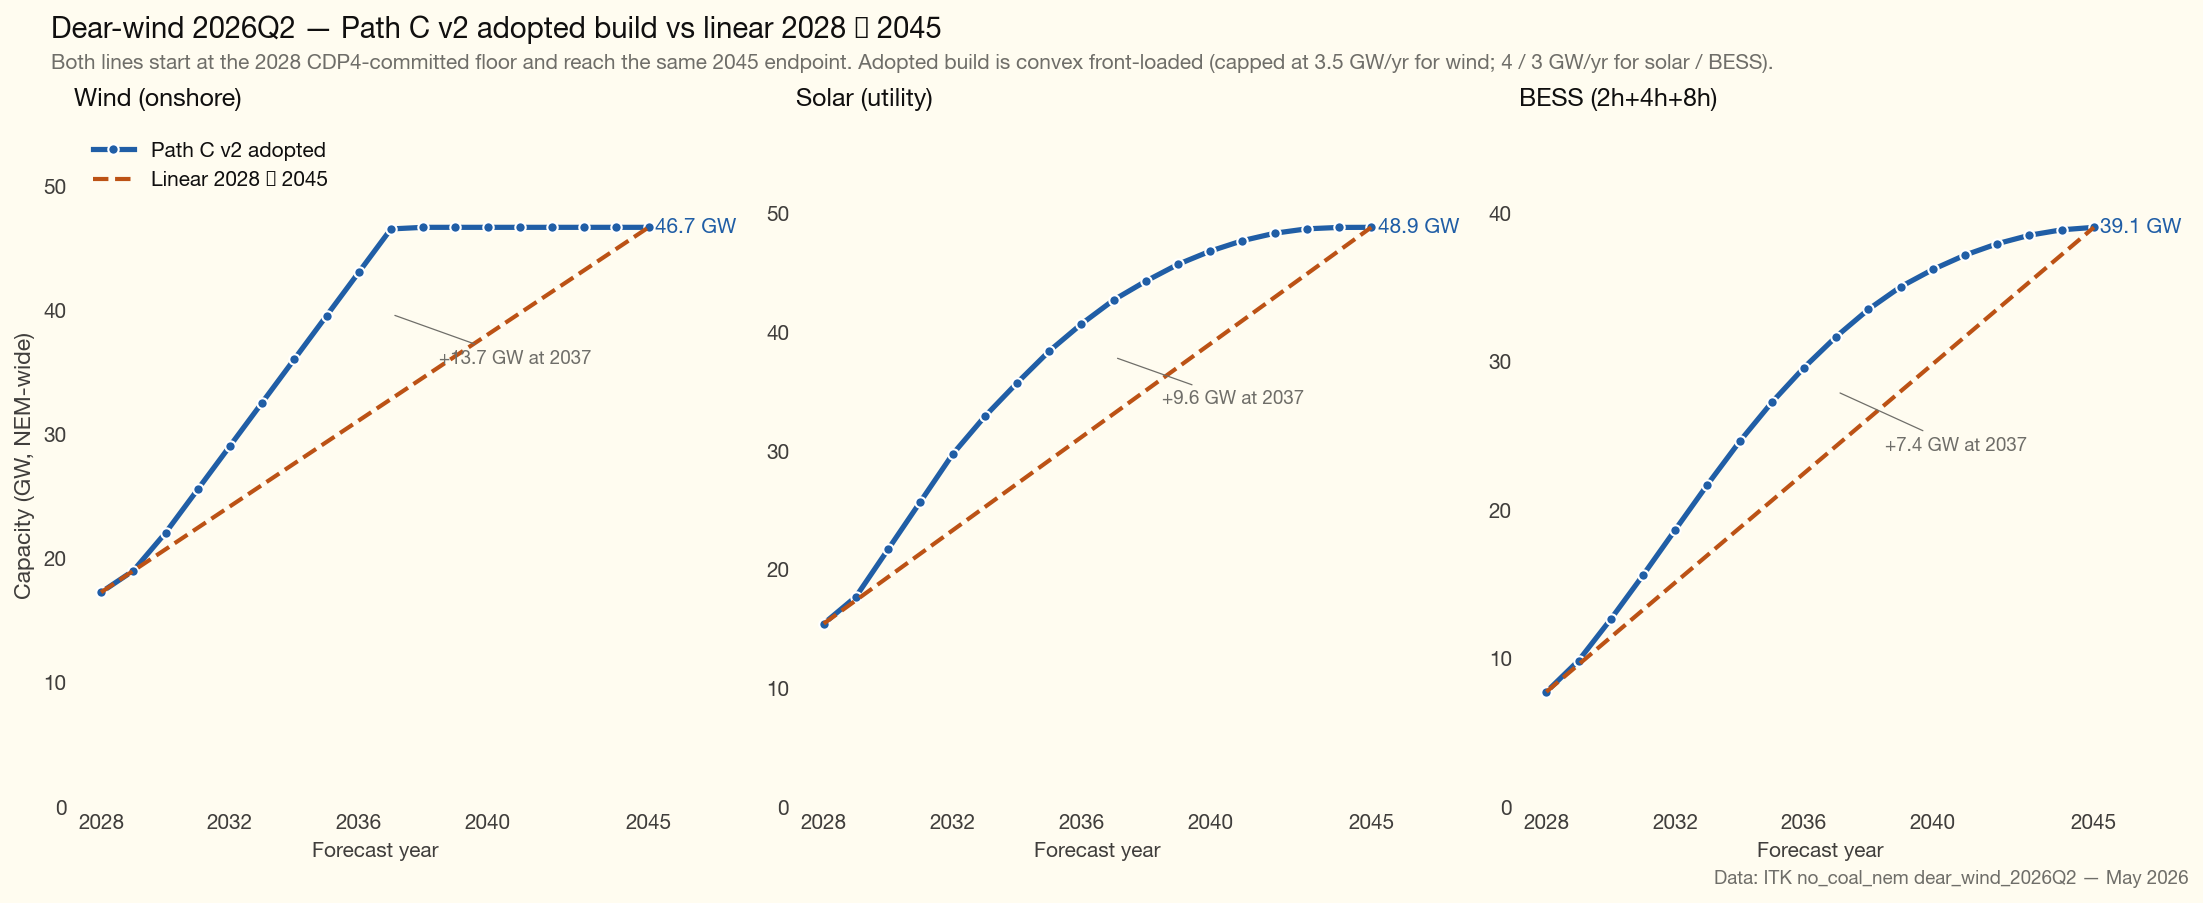 Dear-wind 2026Q2 — Path C v2 adopted build vs linear 2028 ▯ 2045
Both lines start at the 2028 CDP4-committed floor and reach the same 2045 endpoint. Adopted build is convex front-loaded (capped at 3.5 GW/yr for wind; 4 / 3 GW/yr for solar / BESS).
Wind (onshore)
Path C v2 adopted
Linear 2028 ▯ 2045
Capacity (GW, NEM-wide)
50
40
30
20
10
0
46.7 GW
+13.7 GW at 2037
2028 2032 2036 2040 2045
Forecast year
Solar (utility)
50
40
30
20
10
0
48.9 GW
+9.6 GW at 2037
2028 2032 2036 2040 2045
Forecast year
BESS (2h+4h+8h)
40
30
20
10
0
39.1 GW
+7.4 GW at 2037
2028 2032 2036 2040 2045
Forecast year
Data: ITK no_coal_nem dear_wind_2026Q2 — May 2026